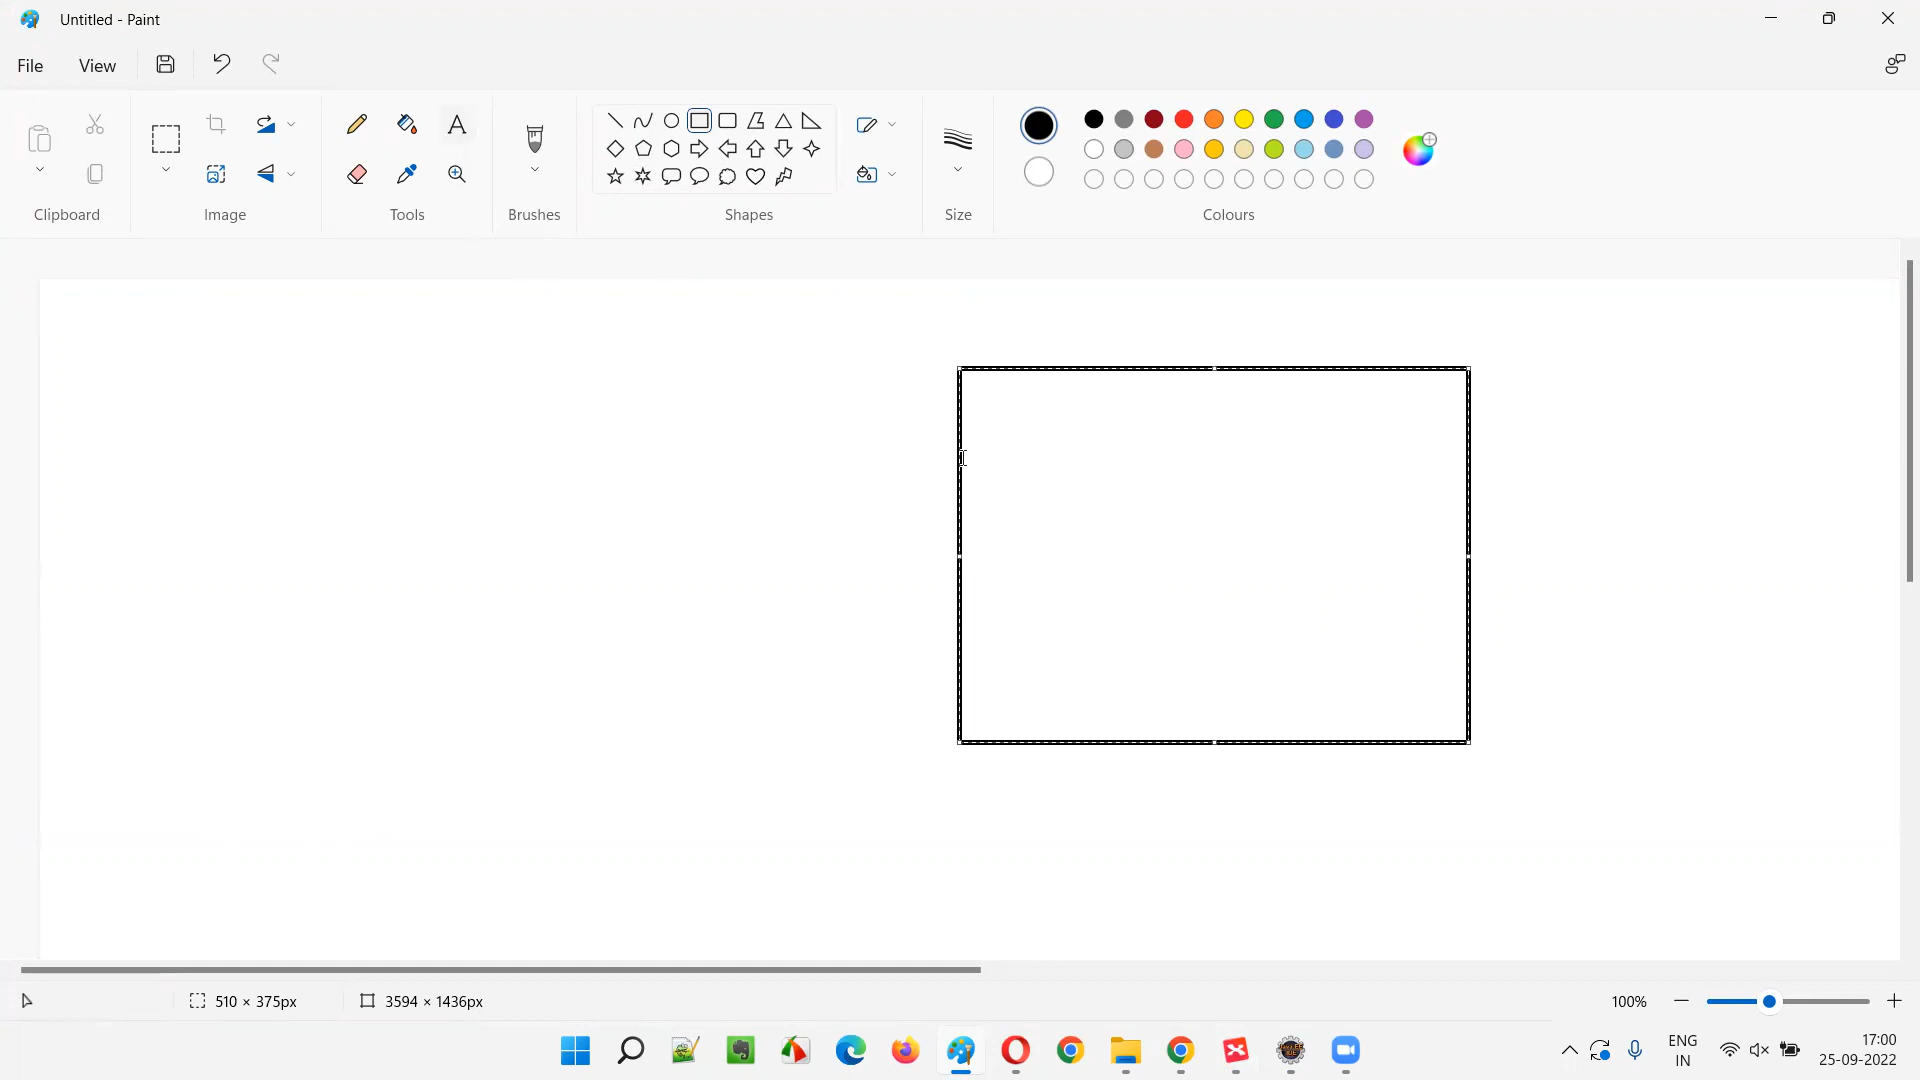 Untitled - Paint
File
View
Clipboard
Image
Tools
Brushes
Shapes
Size
Colours
510 × 375px
3594 × 1436px
100%
ENG
IN
17:00
25-09-2022